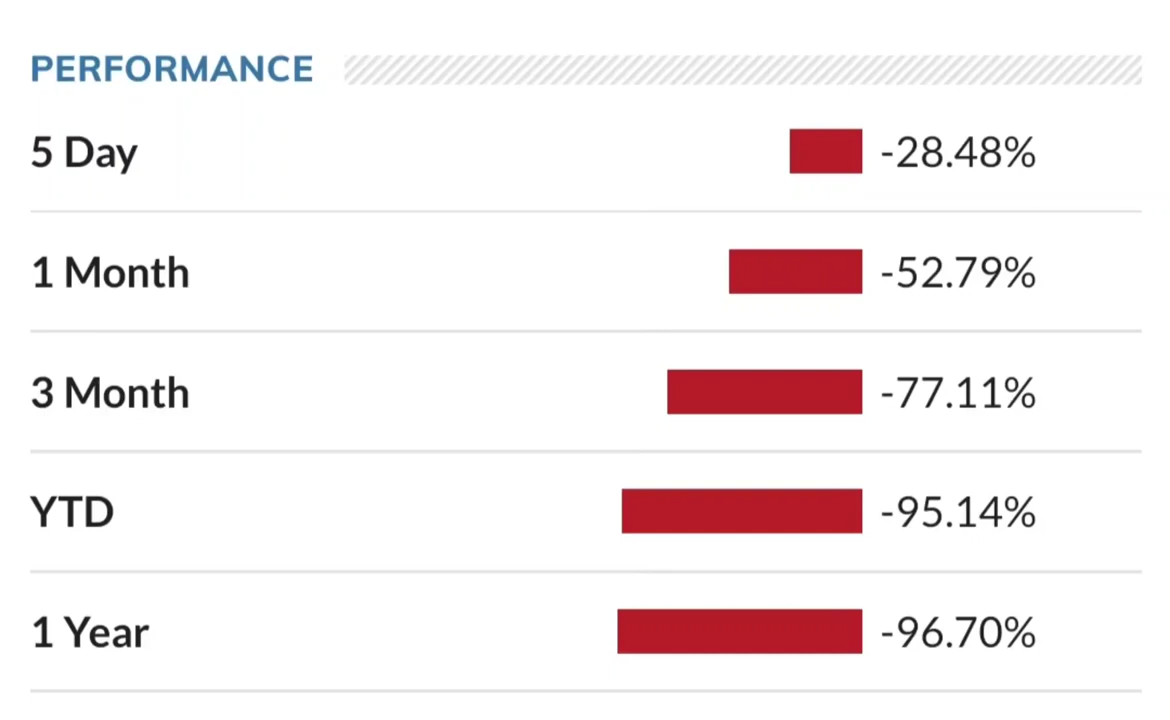 PERFORMANCE
5 Day -28.48%
1 Month -52.79%
3 Month -77.11%
YTD -95.14%
1 Year -96.70%